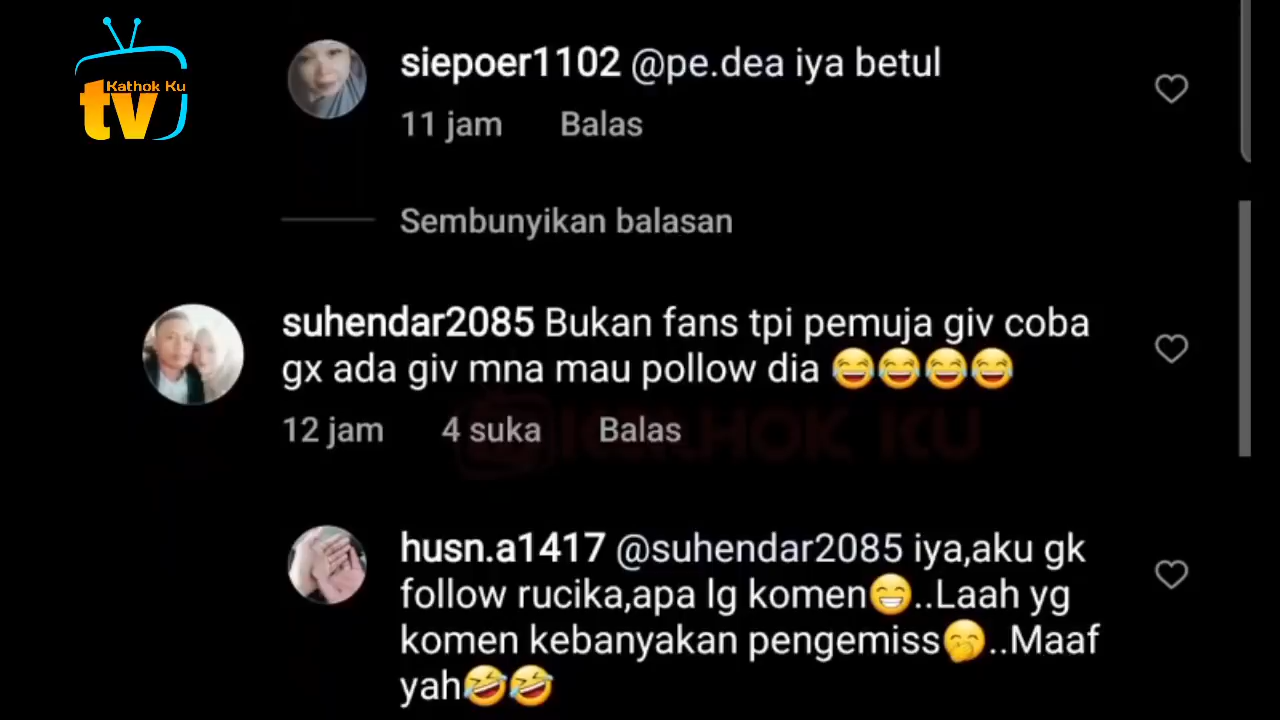 Kathok Ku
tv
siepoer1102 @pe.dea iya betul
11 jam Balas
Sembunyikan balasan
suhendar2085 Bukan fans tpi pemuja giv coba
gx ada giv mna mau pollow dia 😂😂😂😂
12 jam 4 suka Balas
KATHOK KU
husn.a1417 @suhendar2085 iya,aku gk
follow rucika,apa lg komen😁..Laah yg
komen kebanyakan pengemiss🤭..Maaf
yah🤣🤣